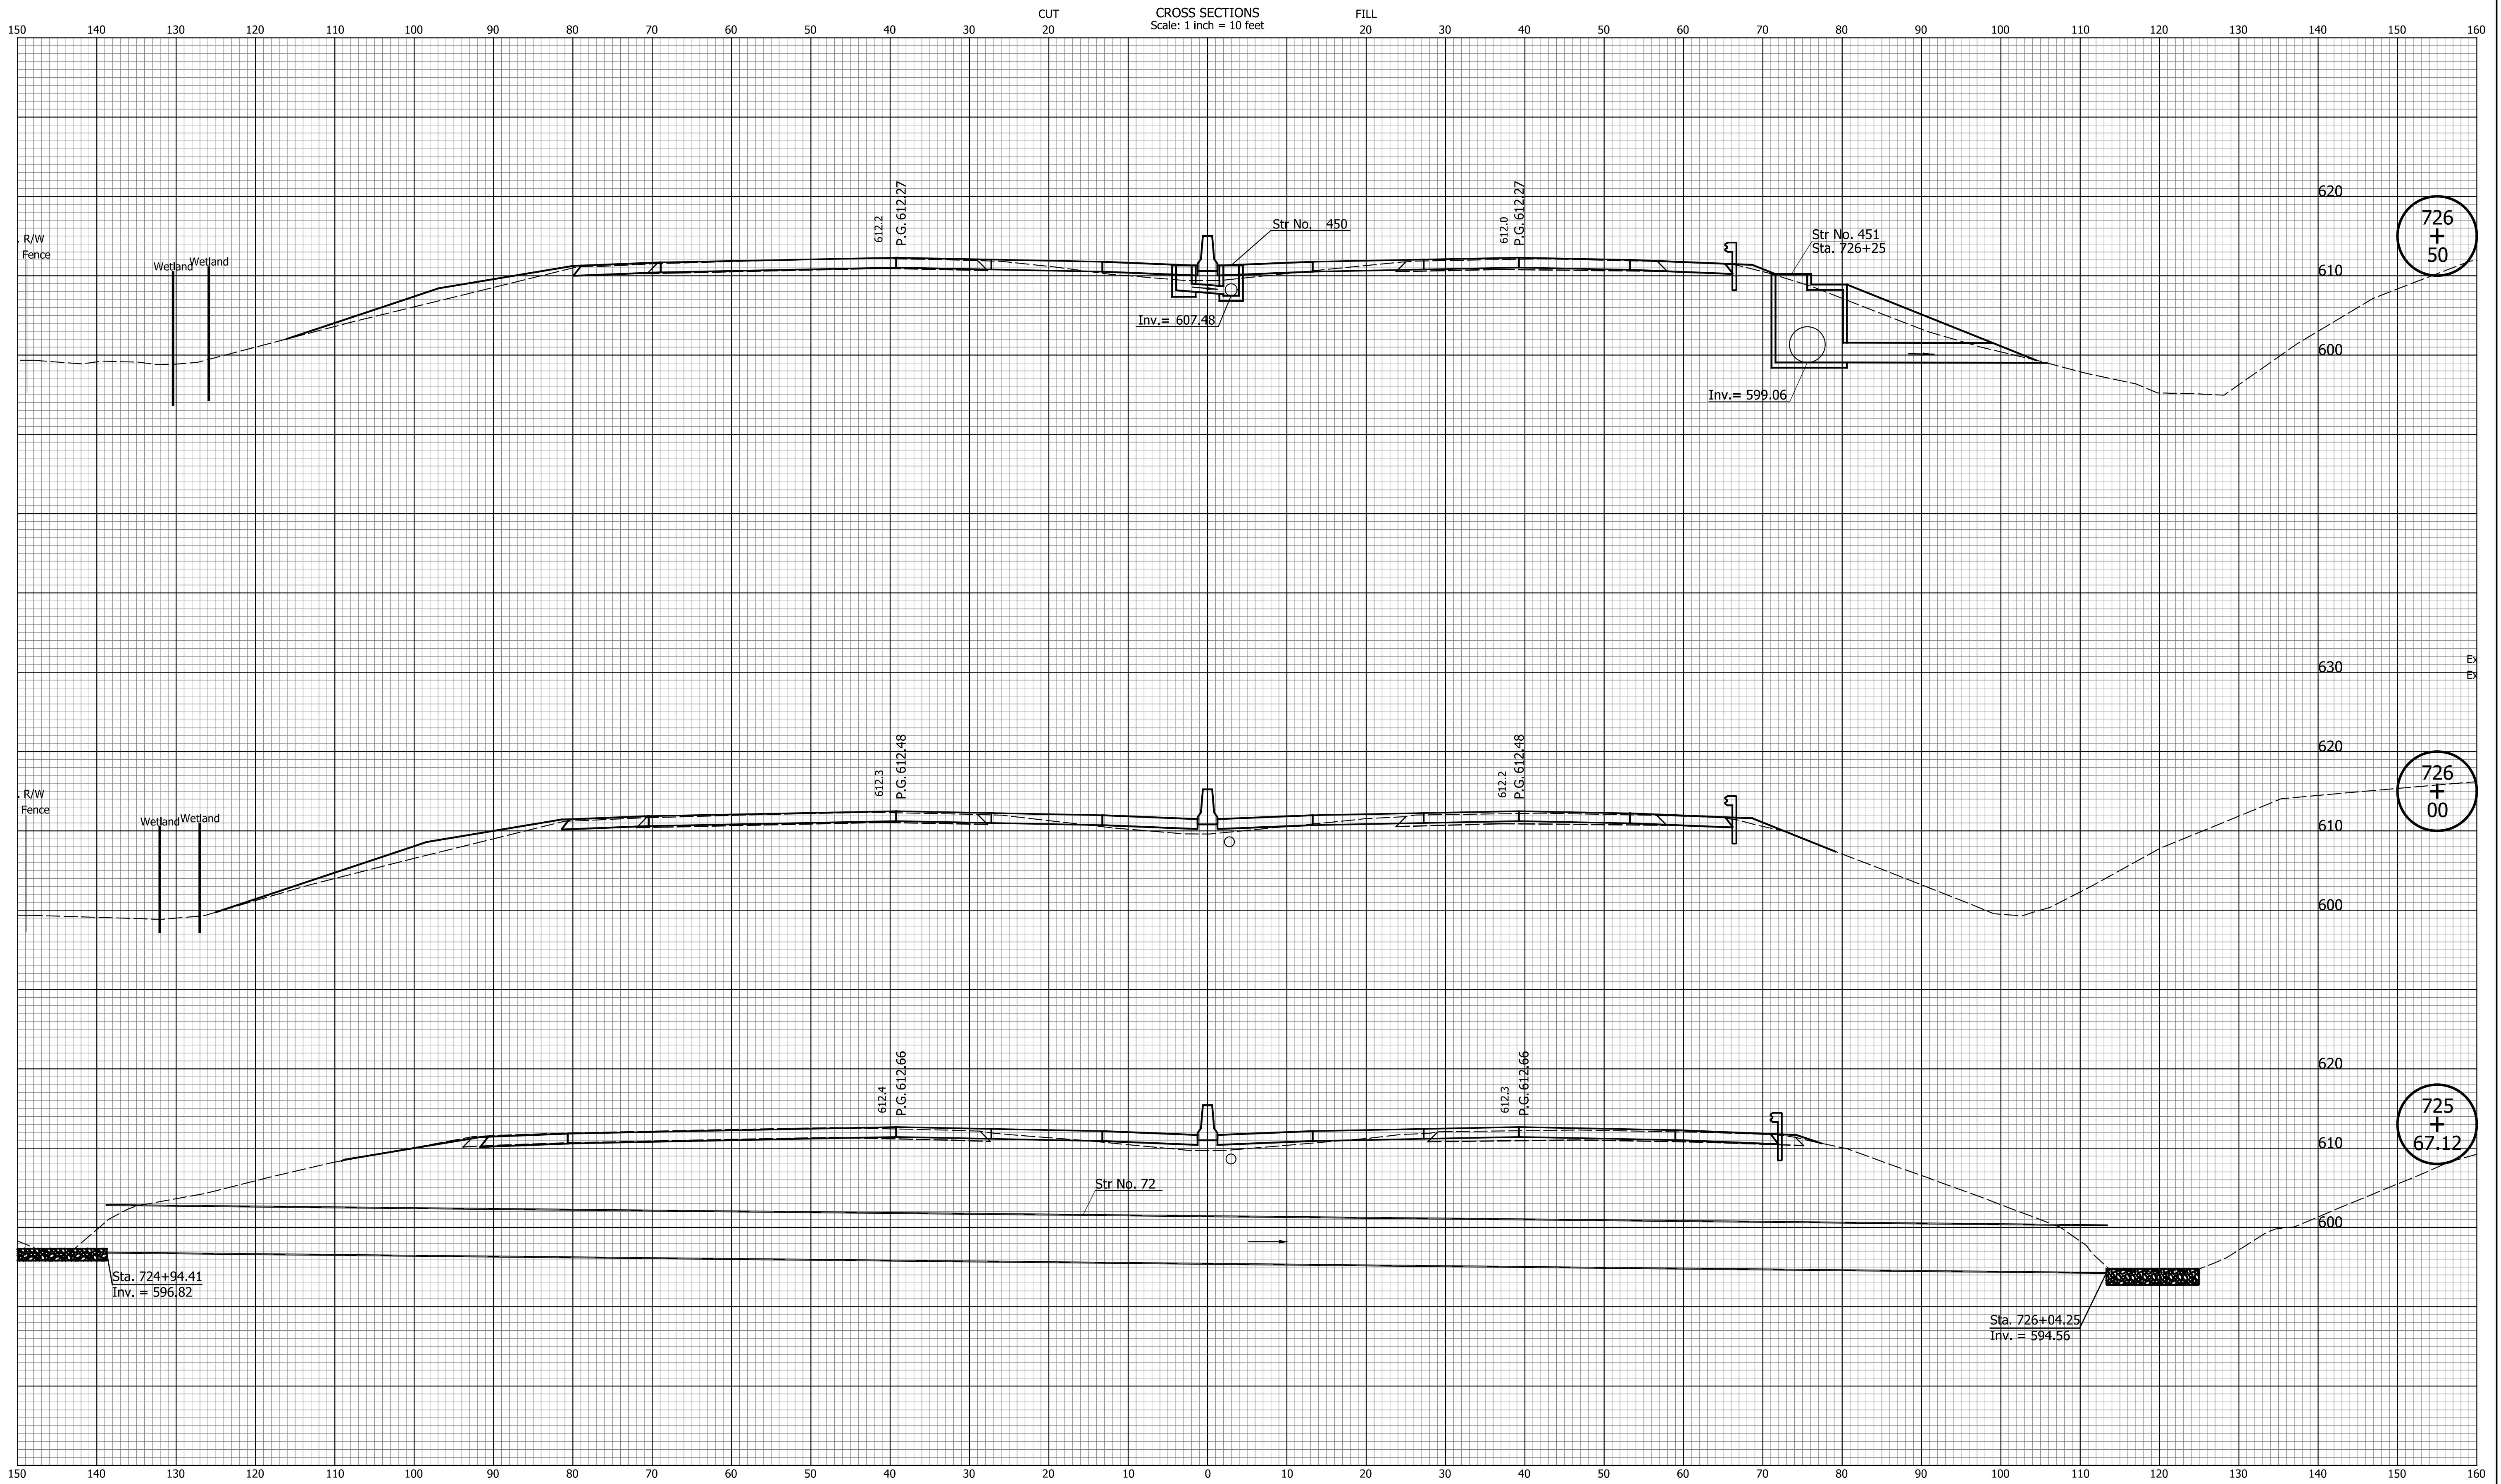 CUT CROSS SECTIONS FILL
Scale: 1 inch = 10 feet
150 140 130 120 110 100 90 80 70 60 50 40 30 20 10 0 10 20 30 40 50 60 70 80 90 100 110 120 130 140 150 160
620
726
+
50
610
600
. R/W
Fence
Wetland
Wetland
612.2
P.G. 612.27
Str No. 450
Inv.= 607.48
612.0
P.G. 612.27
Str No. 451
Sta. 726+25
Inv.= 599.06
630
Ex
Ex
620
726
+
00
610
600
. R/W
Fence
Wetland
Wetland
612.3
P.G. 612.48
612.2
P.G. 612.48
620
725
+
67.12
610
600
612.4
P.G. 612.66
612.3
P.G. 612.66
Str No. 72
Sta. 724+94.41
Inv. = 596.82
Sta. 726+04.25
Inv. = 594.56
150 140 130 120 110 100 90 80 70 60 50 40 30 20 10 0 10 20 30 40 50 60 70 80 90 100 110 120 130 140 150 160